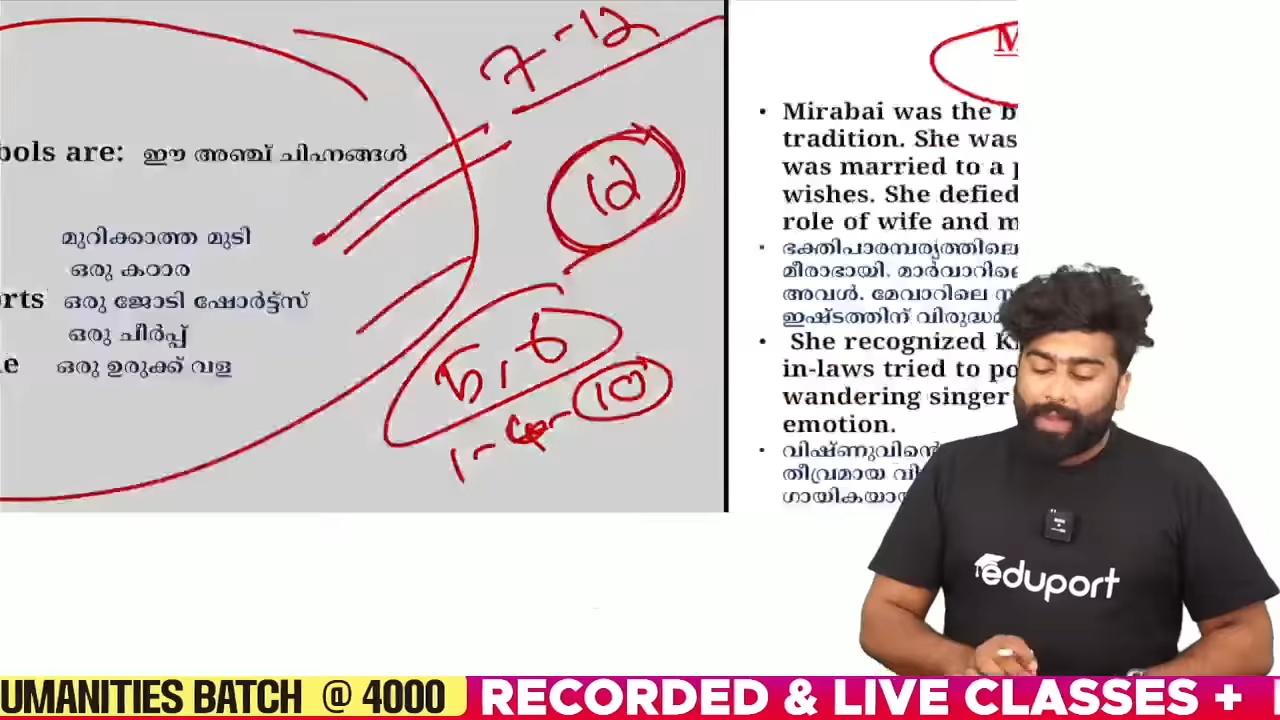 7-12
bols are: ഈ അഞ്ച് ചിഹ്നങ്ങൾ
12
മുറിക്കാത്ത മുടി
ഒരു കഠാര
rts ഒരു ജോടി ഷോർട്ട്സ്
ഒരു ചീർപ്പ്
e ഒരു ഉരുക്ക് വള
5, 6
10
M
• Mirabai was the b
tradition. She was
was married to a p
wishes. She defied
role of wife and m
• ഭക്തിപാരമ്പര്യത്തിലെ
മീരാഭായി. മാർവാറിലെ
അവൾ. മേവാറിലെ
ഇഷ്ടത്തിന് വിരുദ്ധമ
• She recognized K
in-laws tried to po
wandering singer
emotion.
• വിഷ്ണുവിന്റെ
തീവ്രമായ വി
ഗായികയായ
eduport
UMANITIES BATCH @ 4000
RECORDED & LIVE CLASSES +